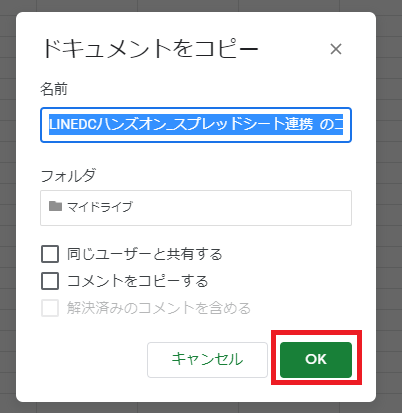 ドキュメントをコピー
名前
LINEDCハンズオン_スプレッドシート連携 のコ
フォルダ
マイドライブ
同じユーザーと共有する
コメントをコピーする
解決済みのコメントを含める
キャンセル
OK